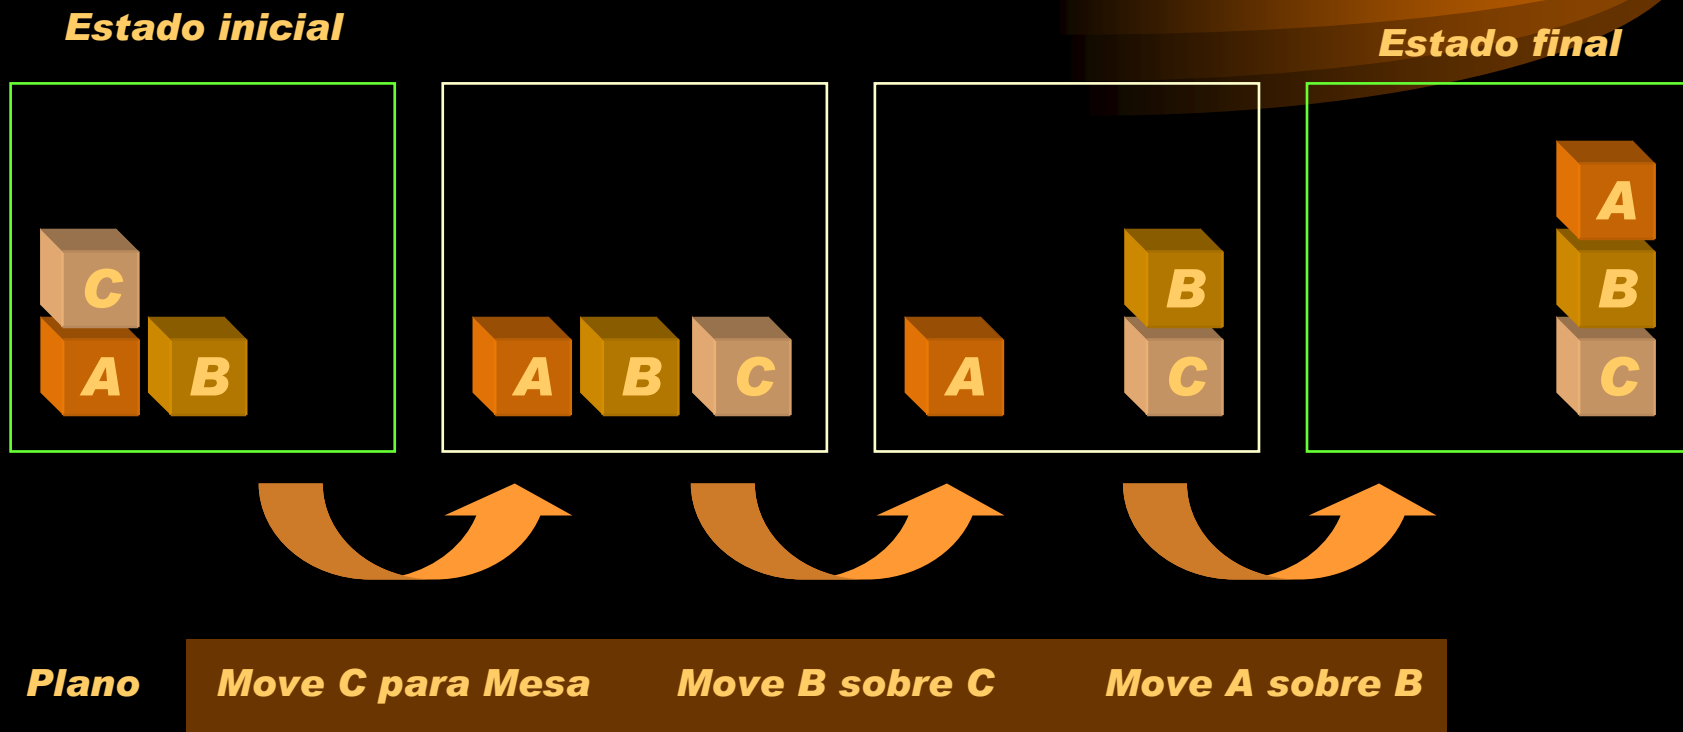 Estado inicial
Estado final
C
A B
A B C
B
A C
A
B
C
Plano Move C para Mesa Move B sobre C Move A sobre B